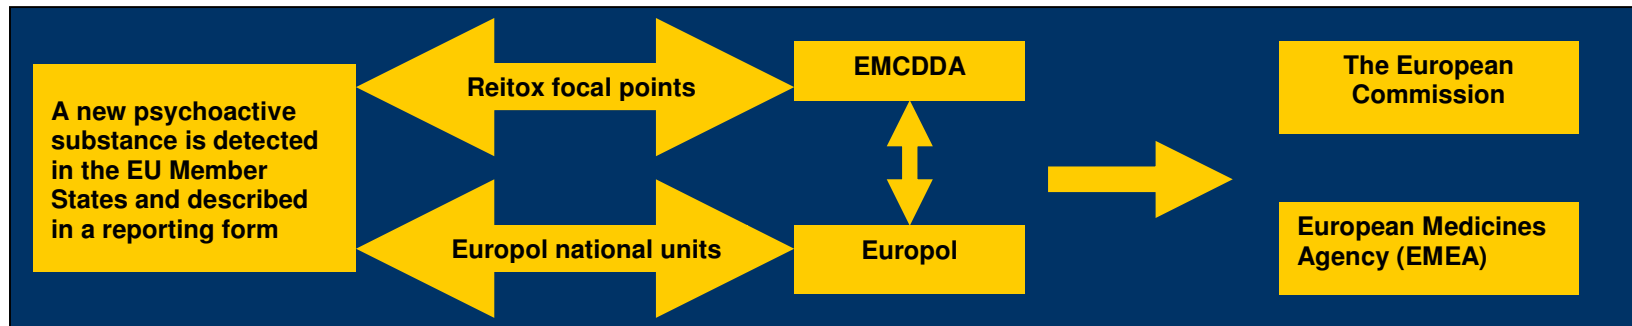 A new psychoactive
substance is detected
in the EU Member
States and described
in a reporting form
Reitox focal points
Europol national units
EMCDDA
Europol
The European
Commission
European Medicines
Agency (EMEA)